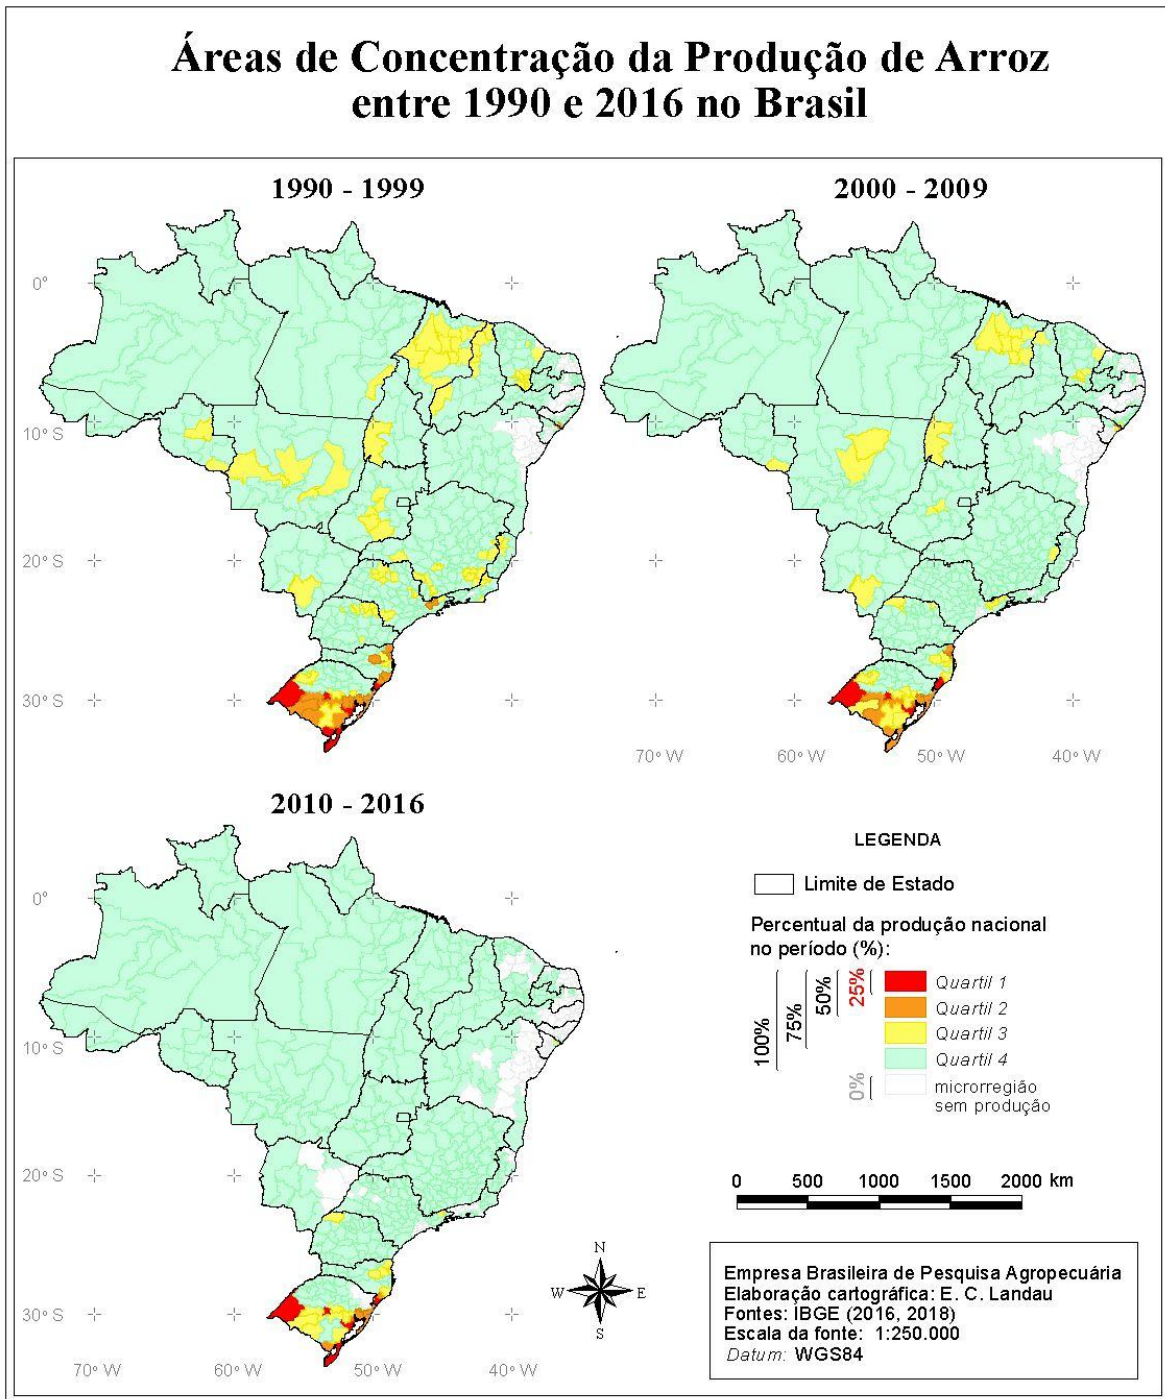 Áreas de Concentração da Produção de Arroz
entre 1990 e 2016 no Brasil
1990 - 1999
2000 - 2009
0°
10° S
20° S
30° S
70° W
60° W
50° W
40° W
2010 - 2016
0°
10° S
20° S
30° S
70° W
60° W
50° W
40° W
N
W
E
S
LEGENDA
Limite de Estado
Percentual da produção nacional
no período (%):
100%
75%
50%
25%
0%
Quartil 1
Quartil 2
Quartil 3
Quartil 4
microrregião
sem produção
0 500 1000 1500 2000 km
Empresa Brasileira de Pesquisa Agropecuária
Elaboração cartográfica: E. C. Landau
Fontes: IBGE (2016, 2018)
Escala da fonte: 1:250.000
Datum: WGS84